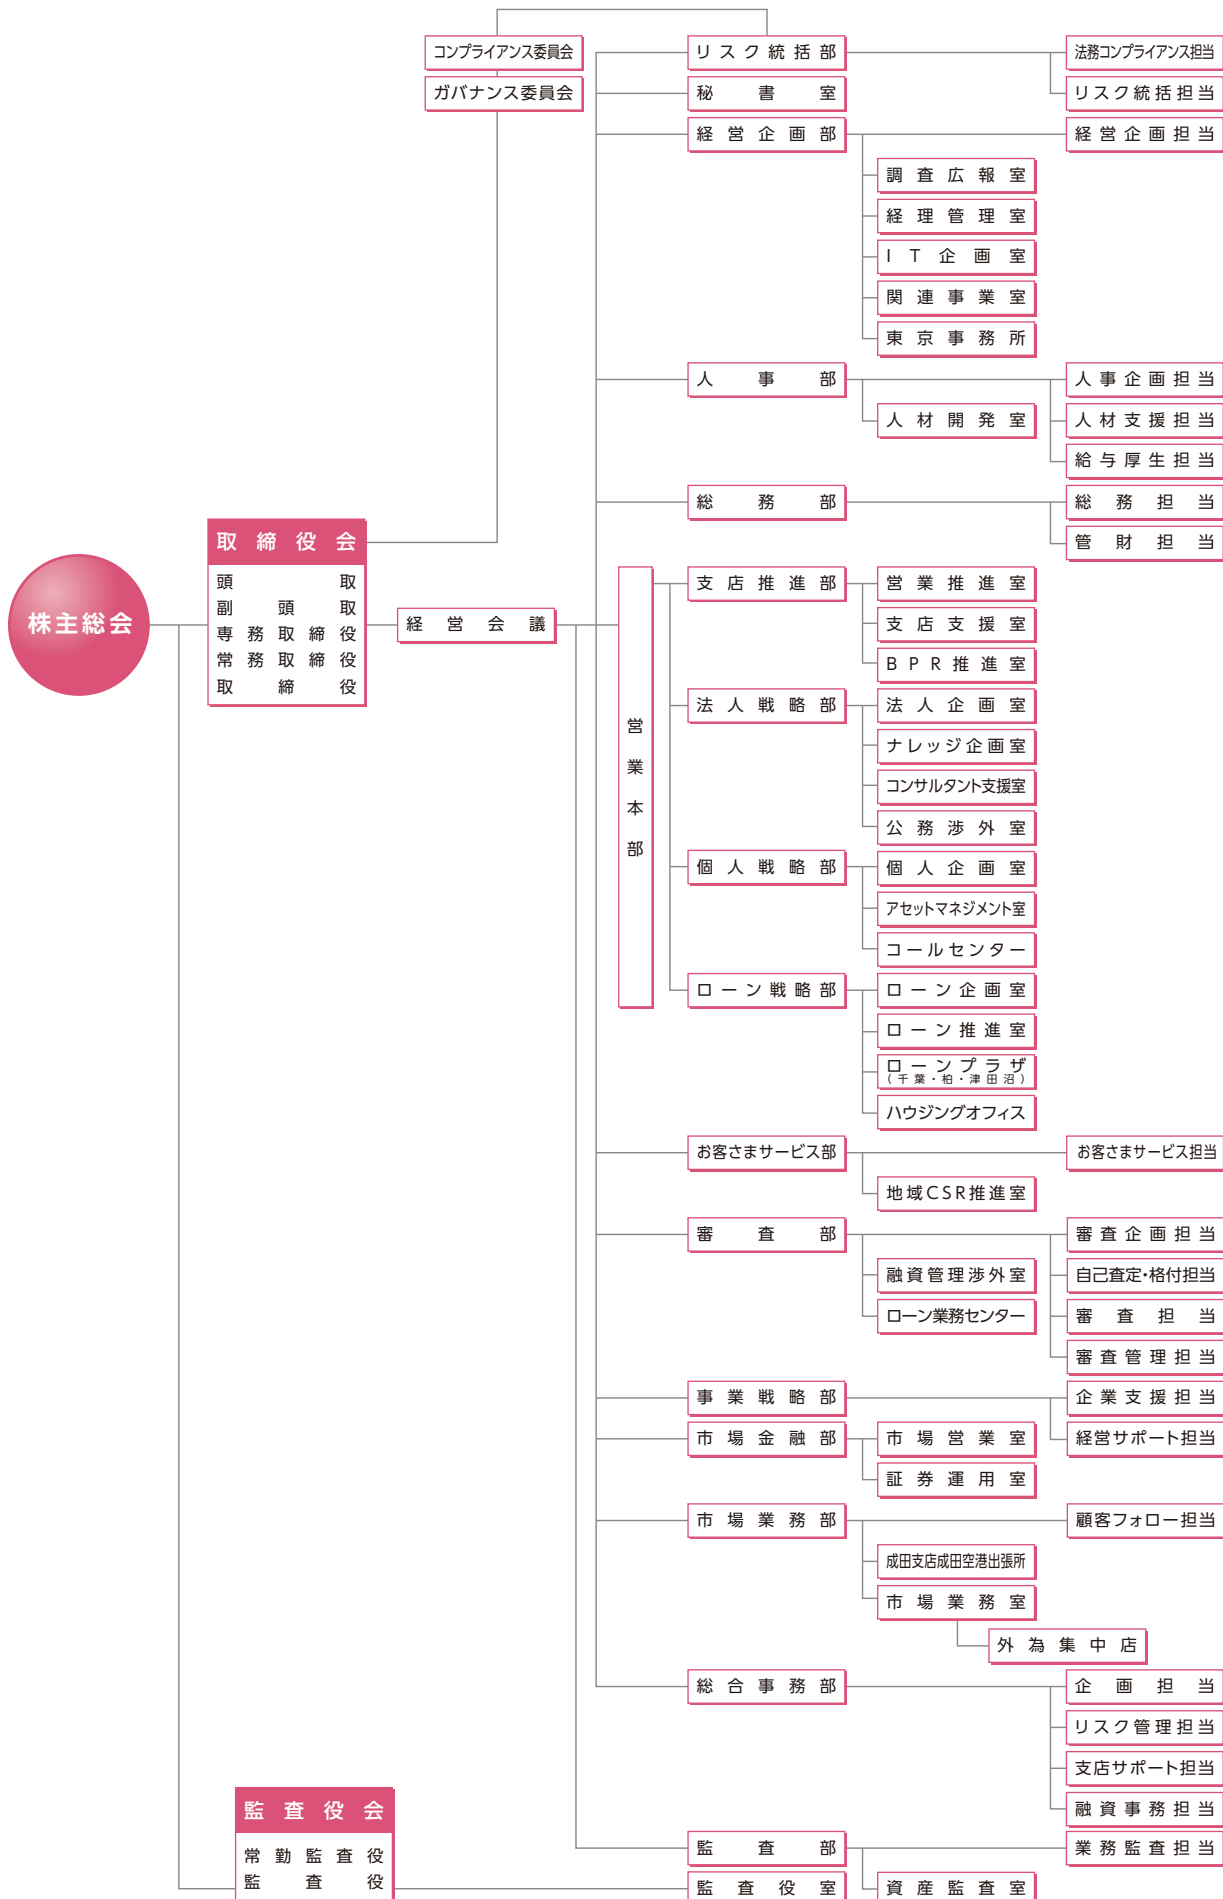 コンプライアンス委員会
ガバナンス委員会
リスク統括部
法務コンプライアンス担当
リスク統括担当
秘書室
経営企画部
経営企画担当
調査広報室
経理管理室
IT企画室
関連事業室
東京事務所
人事部
人事企画担当
人材開発室
人材支援担当
給与厚生担当
総務部
総務担当
管財担当
株主総会
取締役会
頭取
副頭取
専務取締役
常務取締役
取締役
経営会議
営業本部
支店推進部
営業推進室
支店支援室
BPR推進室
法人戦略部
法人企画室
ナレッジ企画室
コンサルタント支援室
公務渉外室
個人戦略部
個人企画室
アセットマネジメント室
コールセンター
ローン戦略部
ローン企画室
ローン推進室
ローンプラザ
(千葉・柏・津田沼)
ハウジングオフィス
お客さまサービス部
お客さまサービス担当
地域CSR推進室
審査部
審査企画担当
融資管理渉外室
自己査定・格付担当
ローン業務センター
審査担当
審査管理担当
事業戦略部
企業支援担当
経営サポート担当
市場金融部
市場営業室
証券運用室
市場業務部
顧客フォロー担当
成田支店成田空港出張所
市場業務室
外為集中店
総合事務部
企画担当
リスク管理担当
支店サポート担当
融資事務担当
監査役会
常勤監査役
監査役
監査部
業務監査担当
監査役室
資産監査室